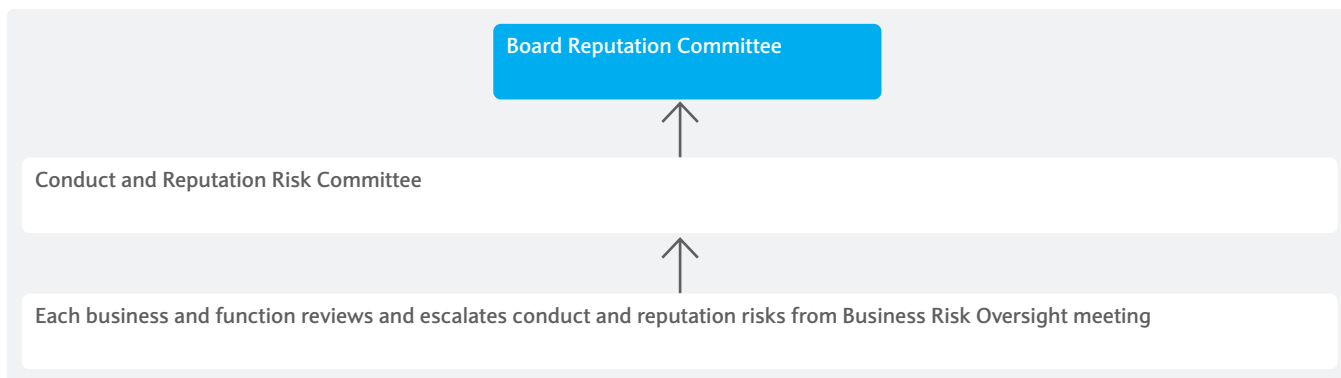 Board Reputation Committee
Conduct and Reputation Risk Committee
Each business and function reviews and escalates conduct and reputation risks from Business Risk Oversight meeting